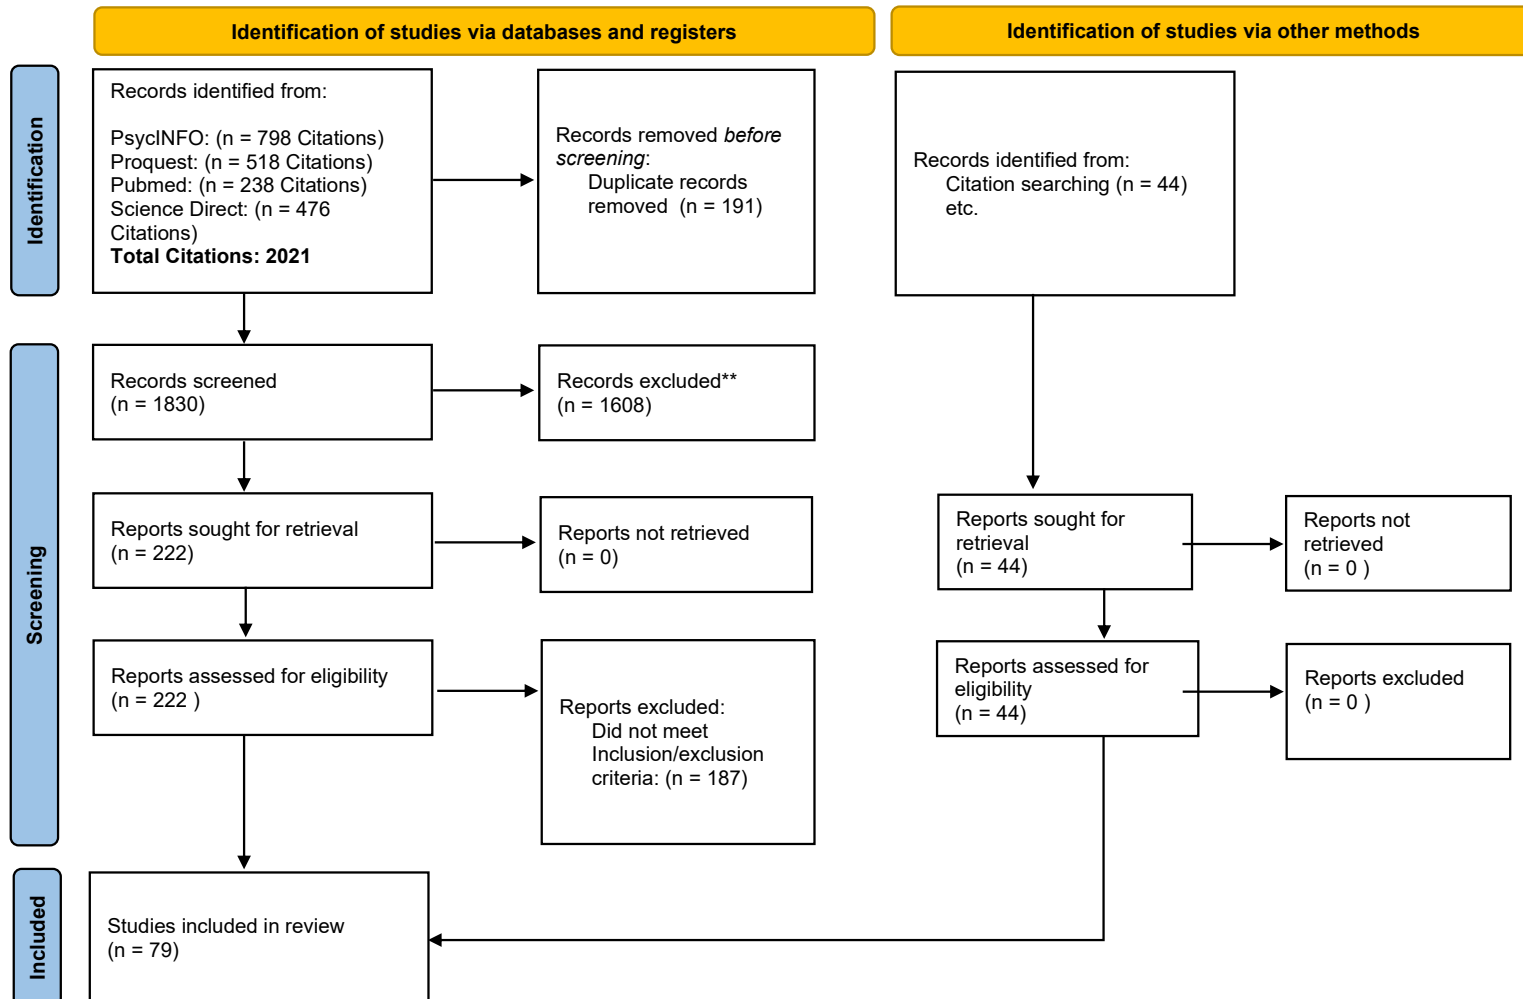 Identification of studies via databases and registers
Identification of studies via other methods
Identification
Records identified from:
PsycINFO: (n = 798 Citations)
Proquest: (n = 518 Citations)
Pubmed: (n = 238 Citations)
Science Direct: (n = 476
Citations)
Total Citations: 2021
Records removed before
screening:
Duplicate records
removed (n = 191)
Records identified from:
Citation searching (n = 44)
etc.
Screening
Records screened
(n = 1830)
Records excluded**
(n = 1608)
Reports sought for retrieval
(n = 222)
Reports not retrieved
(n = 0)
Reports sought for
retrieval
(n = 44)
Reports not
retrieved
(n = 0 )
Reports assessed for eligibility
(n = 222 )
Reports excluded:
Did not meet
Inclusion/exclusion
criteria: (n = 187)
Reports assessed for
eligibility
(n = 44)
Reports excluded
(n = 0 )
Included
Studies included in review
(n = 79)